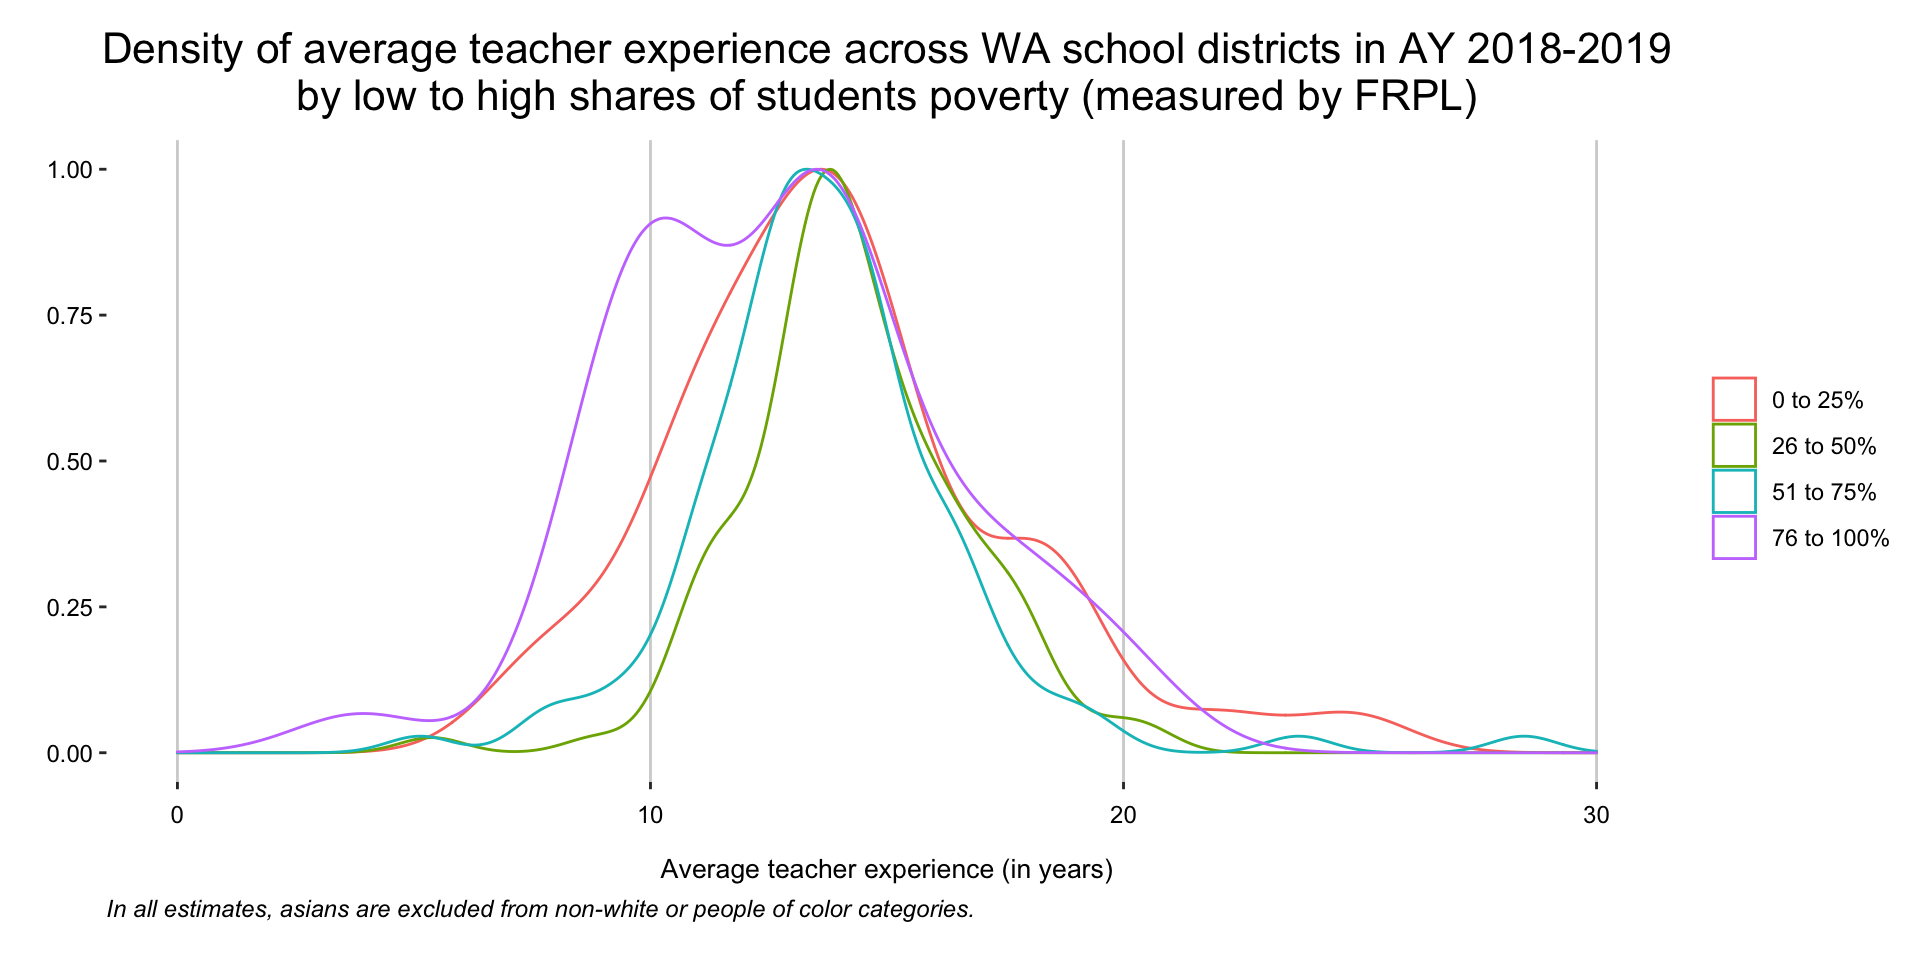 Density of average teacher experience across WA school districts in AY 2018-2019
by low to high shares of students poverty (measured by FRPL)
1.00
0.75
0.50
0.25
0.00
0 to 25%
26 to 50%
51 to 75%
76 to 100%
0 10 20 30
Average teacher experience (in years)
In all estimates, asians are excluded from non-white or people of color categories.